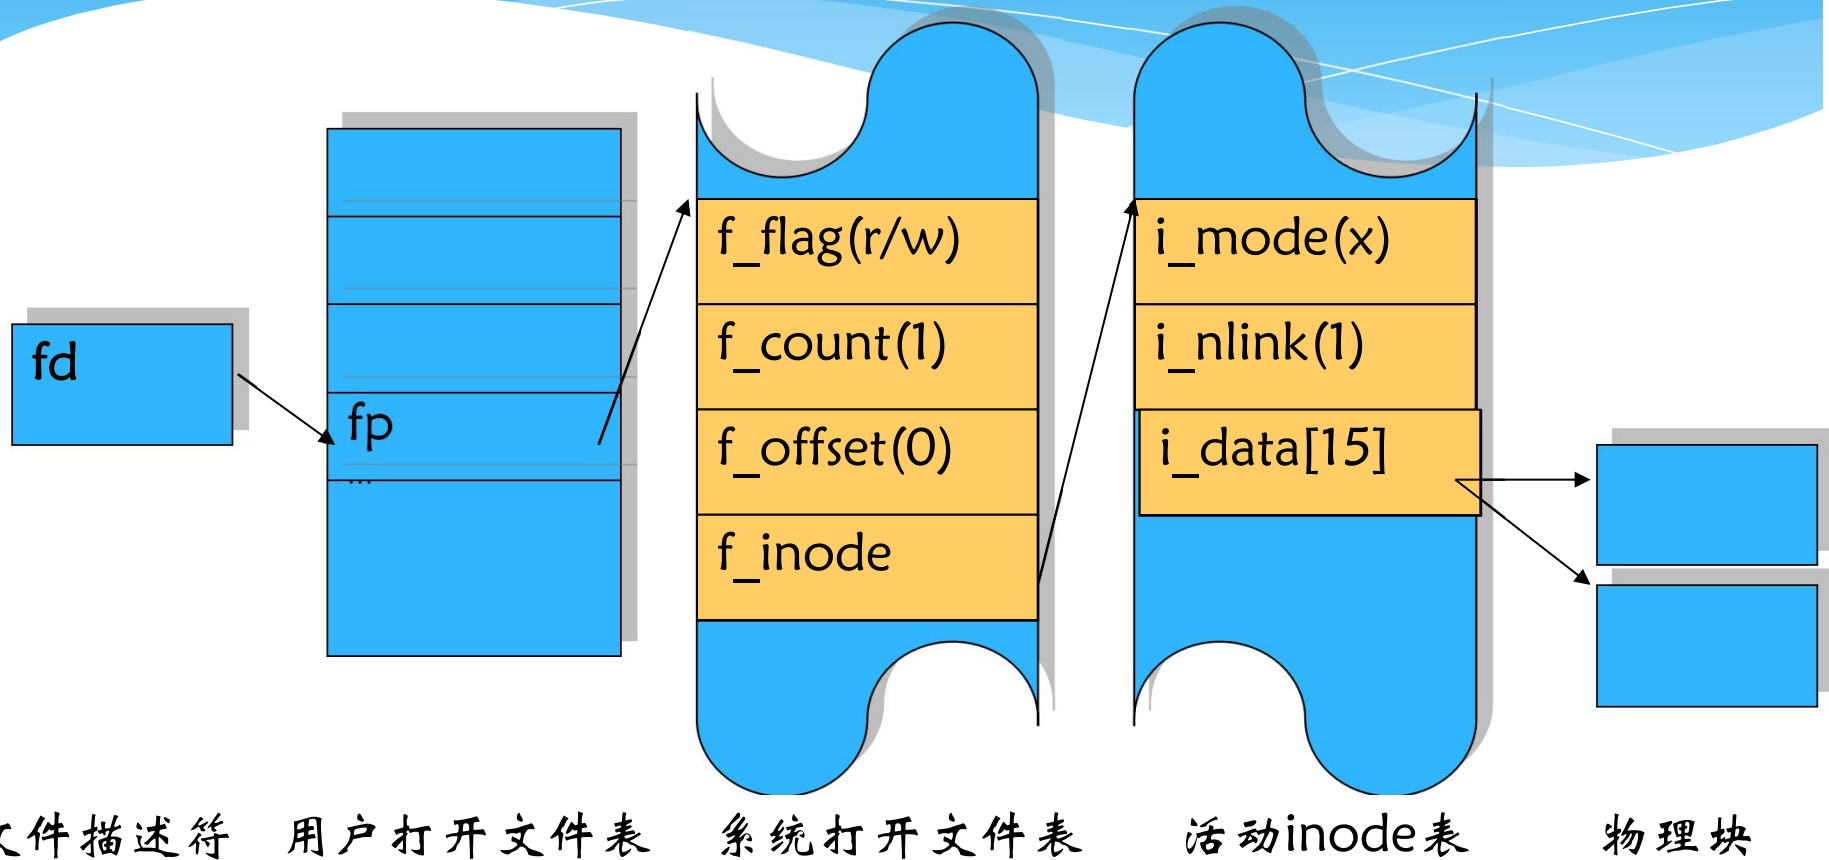 fd
fp
...
f_flag(r/w)
f_count(1)
f_offset(0)
f_inode
i_mode(x)
i_nlink(1)
i_data[15]
文件描述符
用户打开文件表
系统打开文件表
活动inode表
物理块